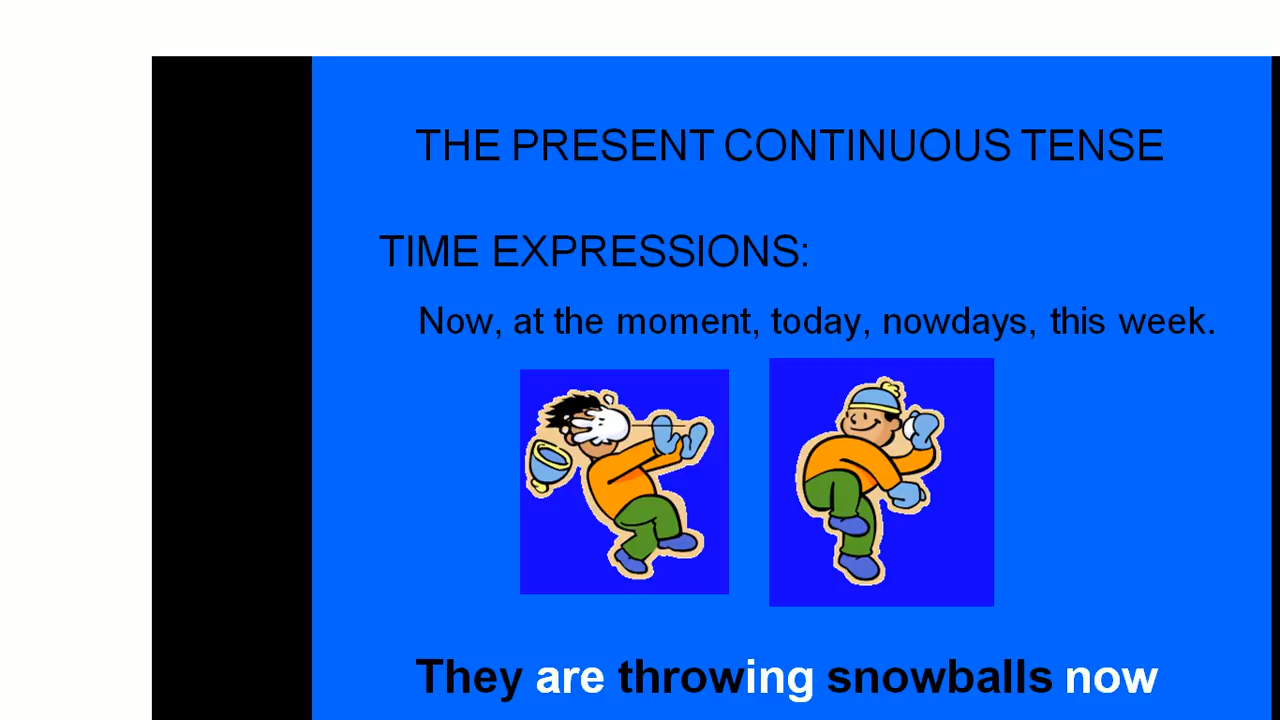 THE PRESENT CONTINUOUS TENSE
TIME EXPRESSIONS:
Now, at the moment, today, nowdays, this week.
They are throwing snowballs now